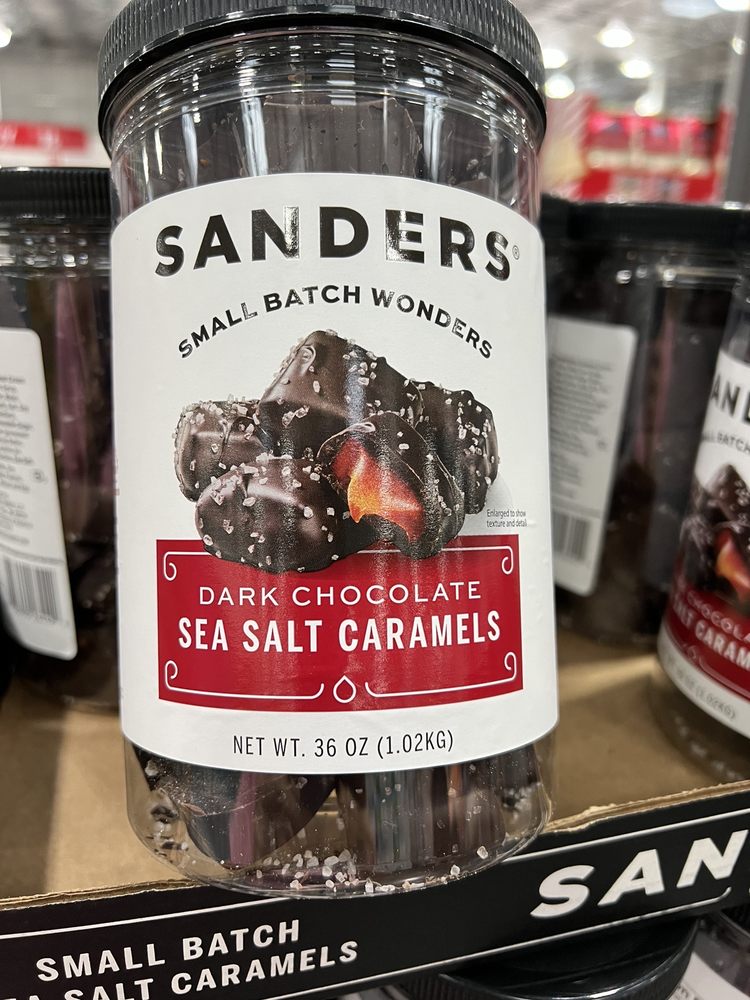 SANDERS®
SMALL BATCH WONDERS
Enlarged to show
texture and detail
DARK CHOCOLATE
SEA SALT CARAMELS
NET WT. 36 OZ (1.02KG)
SAN
SMALL BATCH
SALT CARAMELS